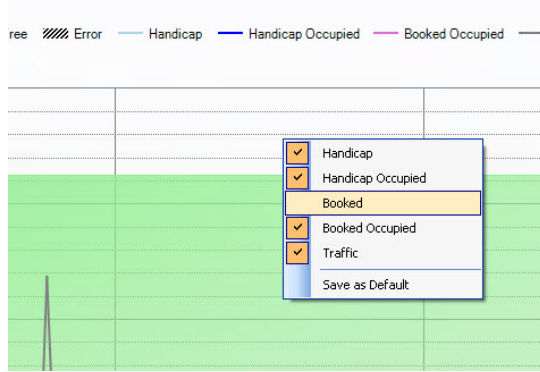 ree Error Handicap Handicap Occupied Booked Occupied
Handicap
Handicap Occupied
Booked
Booked Occupied
Traffic
Save as Default